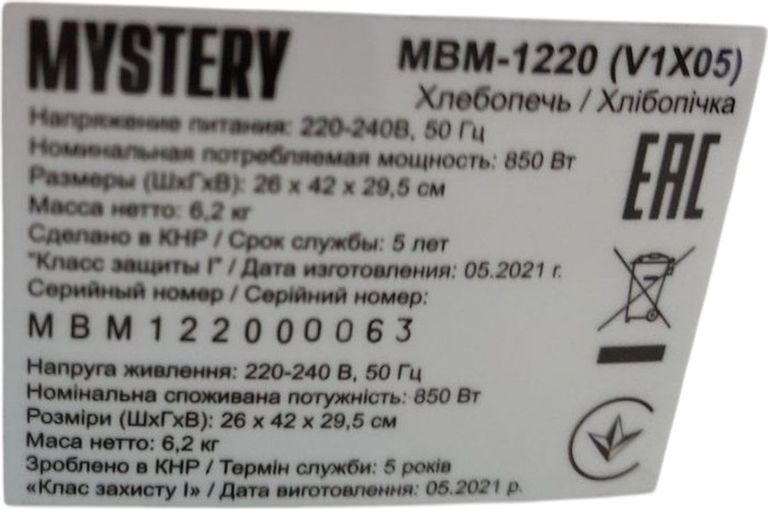 MYSTERY
MBM-1220 (V1X05)
Хлебопечь / Хлібопічка
Напряжение питания: 220-240В, 50 Гц
Номинальная потребляемая мощность: 850 Вт
Размеры (ШхГхВ): 26 x 42 x 29,5 см
Масса нетто: 6,2 кг
Сделано в КНР / Срок службы: 5 лет
"Класс защиты I" / Дата изготовления: 05.2021 г.
Серийный номер / Серійний номер:
MBM122000063
Напруга живлення: 220-240 В, 50 Гц
Номінальна споживана потужність: 850 Вт
Розміри (ШхГхВ): 26 x 42 x 29,5 см
Маса нетто: 6,2 кг
Зроблено в КНР / Термін служби: 5 років
«Клас захисту I» / Дата виготовлення: 05.2021 р.
EAC